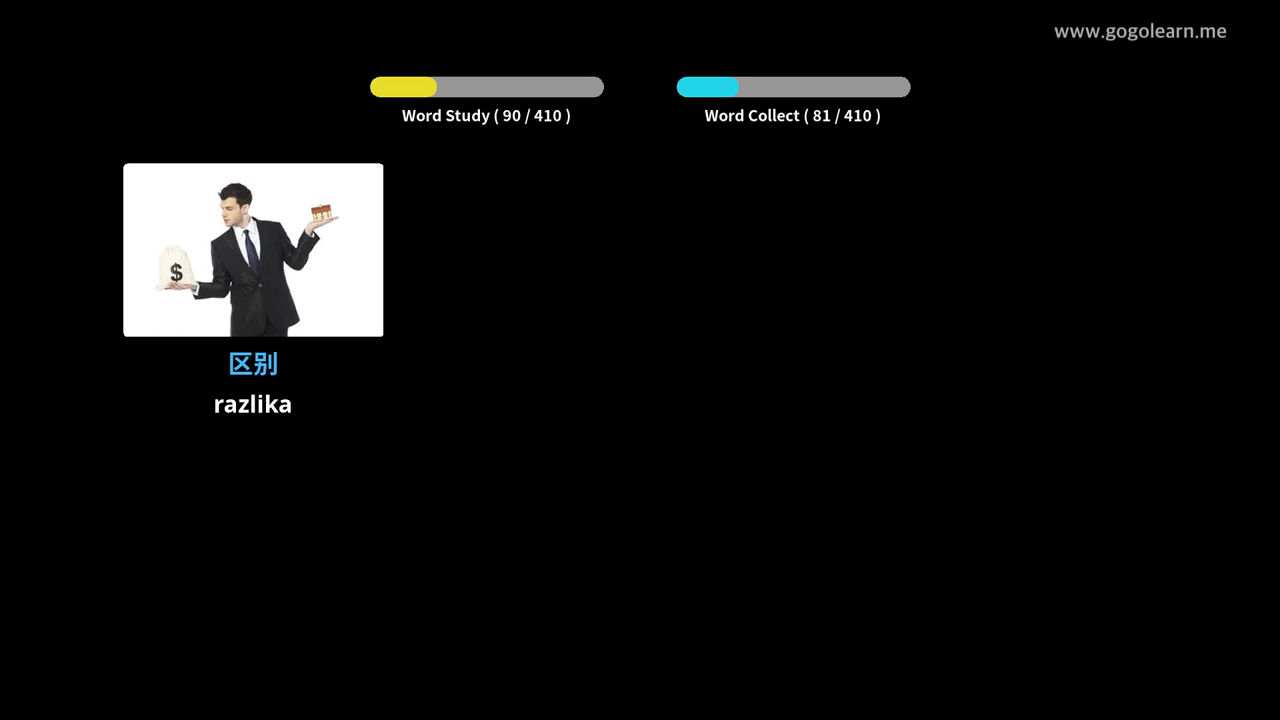 www.gogolearn.me
Word Study ( 90 / 410 )
Word Collect ( 81 / 410 )
$
区别
razlika